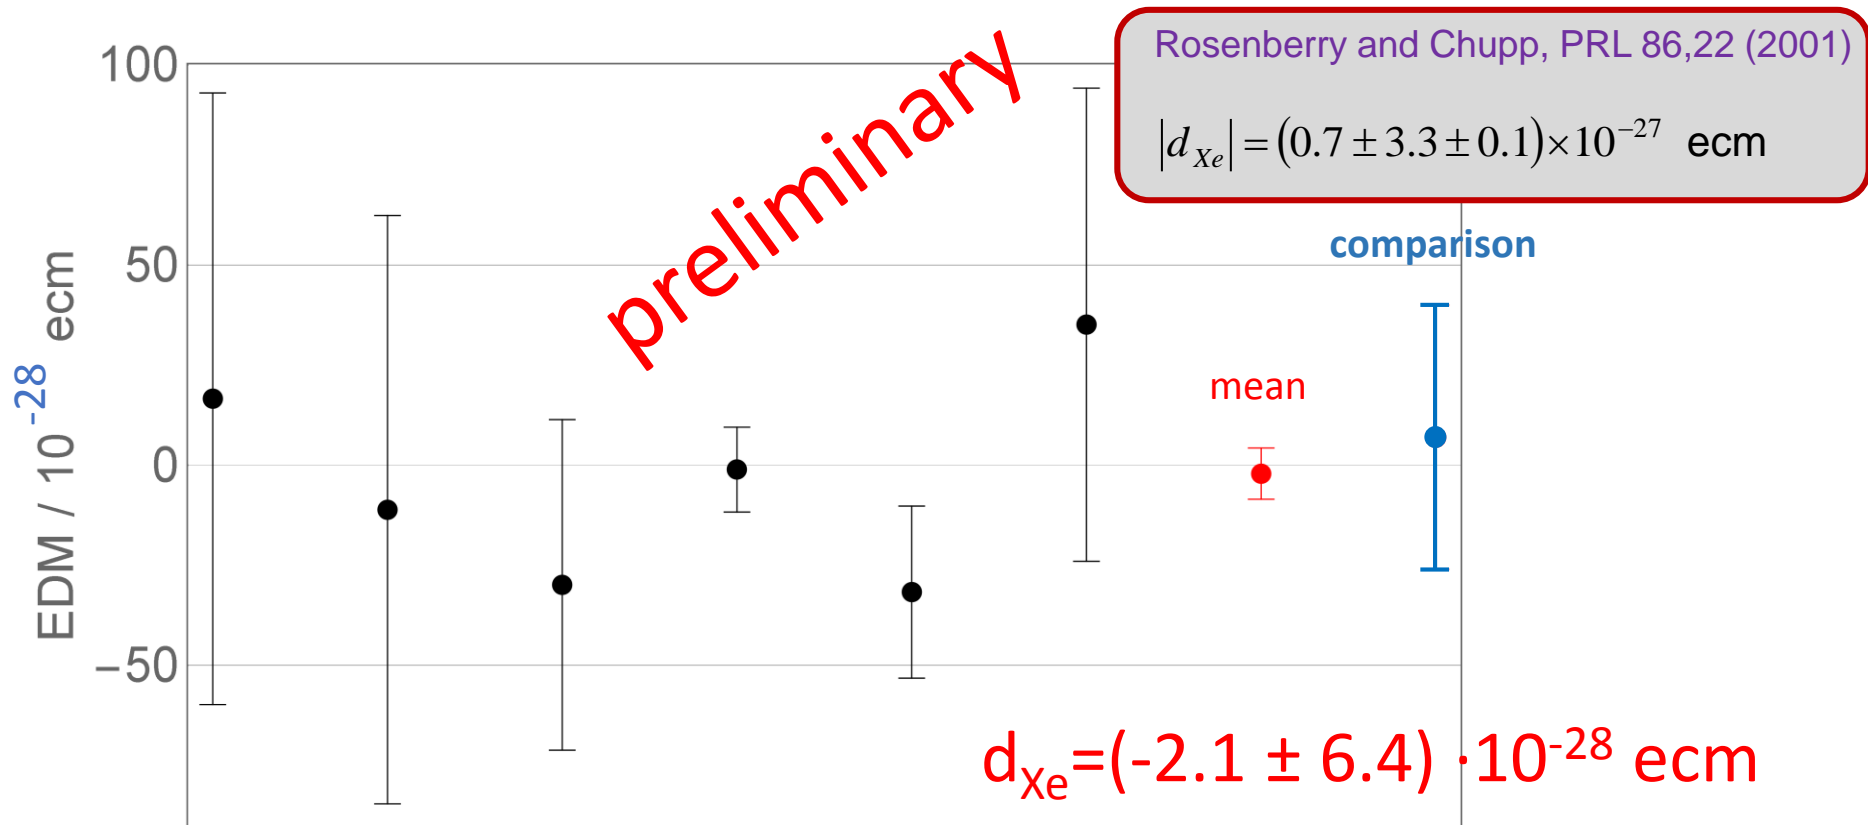 Rosenberry and Chupp, PRL 86,22 (2001)
|d_Xe| = (0.7 ± 3.3 ± 0.1) × 10⁻²⁷ ecm
preliminary
comparison
mean
100
50
0
−50
EDM / 10⁻²⁸ ecm
d_Xe=(-2.1 ± 6.4) ·10⁻²⁸ ecm